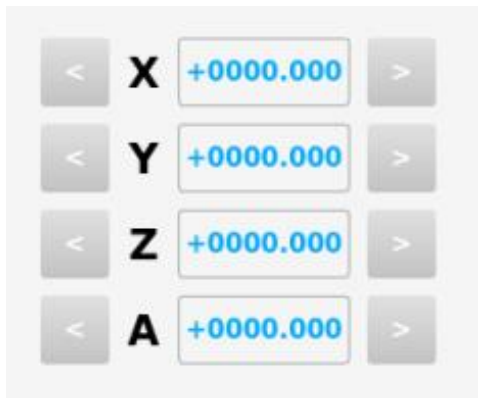 < X +0000.000 >
< Y +0000.000 >
< Z +0000.000 >
< A +0000.000 >